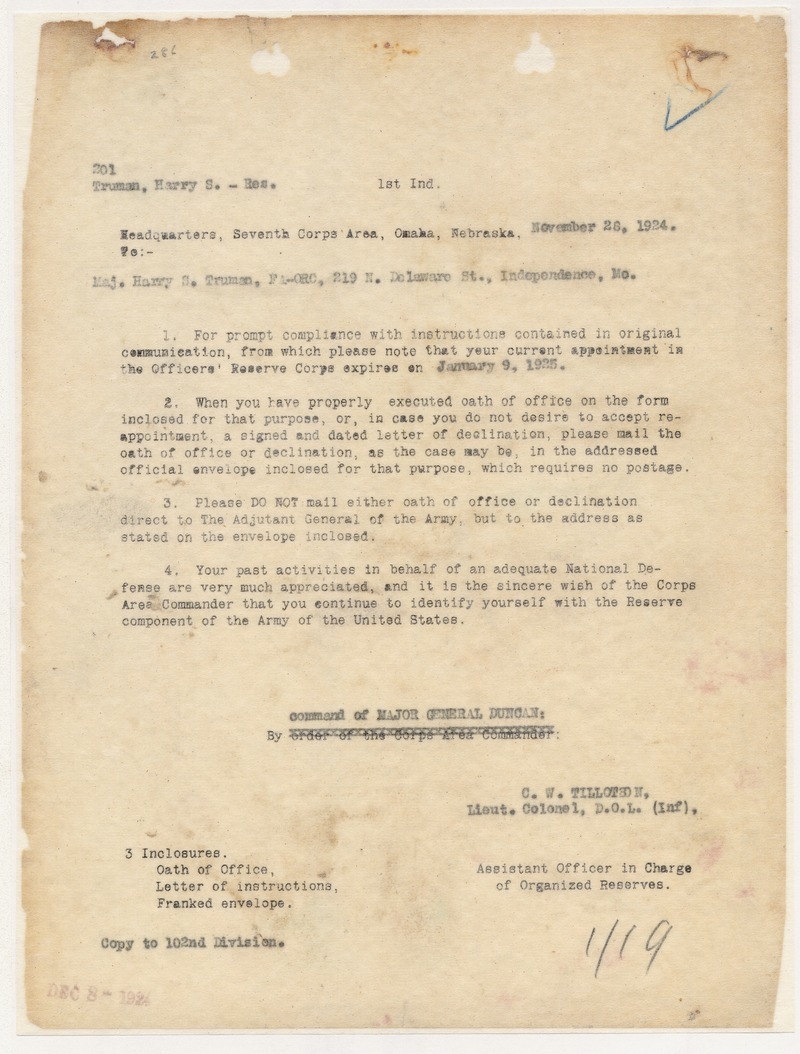 286
201
Truman, Harry S. - Res. 1st Ind.
Headquarters, Seventh Corps Area, Omaha, Nebraska, November 28, 1924.
To:-
Maj. Harry S. Truman, FA-ORC, 219 N. Delaware St., Independence, Mo.
1. For prompt compliance with instructions contained in original
communication, from which please note that your current appointment in
the Officers' Reserve Corps expires on January 9, 1925.
2. When you have properly executed oath of office on the form
inclosed for that purpose, or, in case you do not desire to accept re-
appointment, a signed and dated letter of declination, please mail the
oath of office or declination, as the case may be, in the addressed
official envelope inclosed for that purpose, which requires no postage.
3. Please DO NOT mail either oath of office or declination
direct to The Adjutant General of the Army, but to the address as
stated on the envelope inclosed.
4. Your past activities in behalf of an adequate National De-
fense are very much appreciated, and it is the sincere wish of the Corps
Area Commander that you continue to identify yourself with the Reserve
component of the Army of the United States.
command of MAJOR GENERAL DUNCAN:
By order of the Corps Area Commander:
C. W. TILLOTSON,
Lieut. Colonel, D.O.L. (Inf),
3 Inclosures.
Oath of Office,
Letter of instructions,
Franked envelope.
Assistant Officer in Charge
of Organized Reserves.
Copy to 102nd Division.
1/19
DEC 8 - 1924